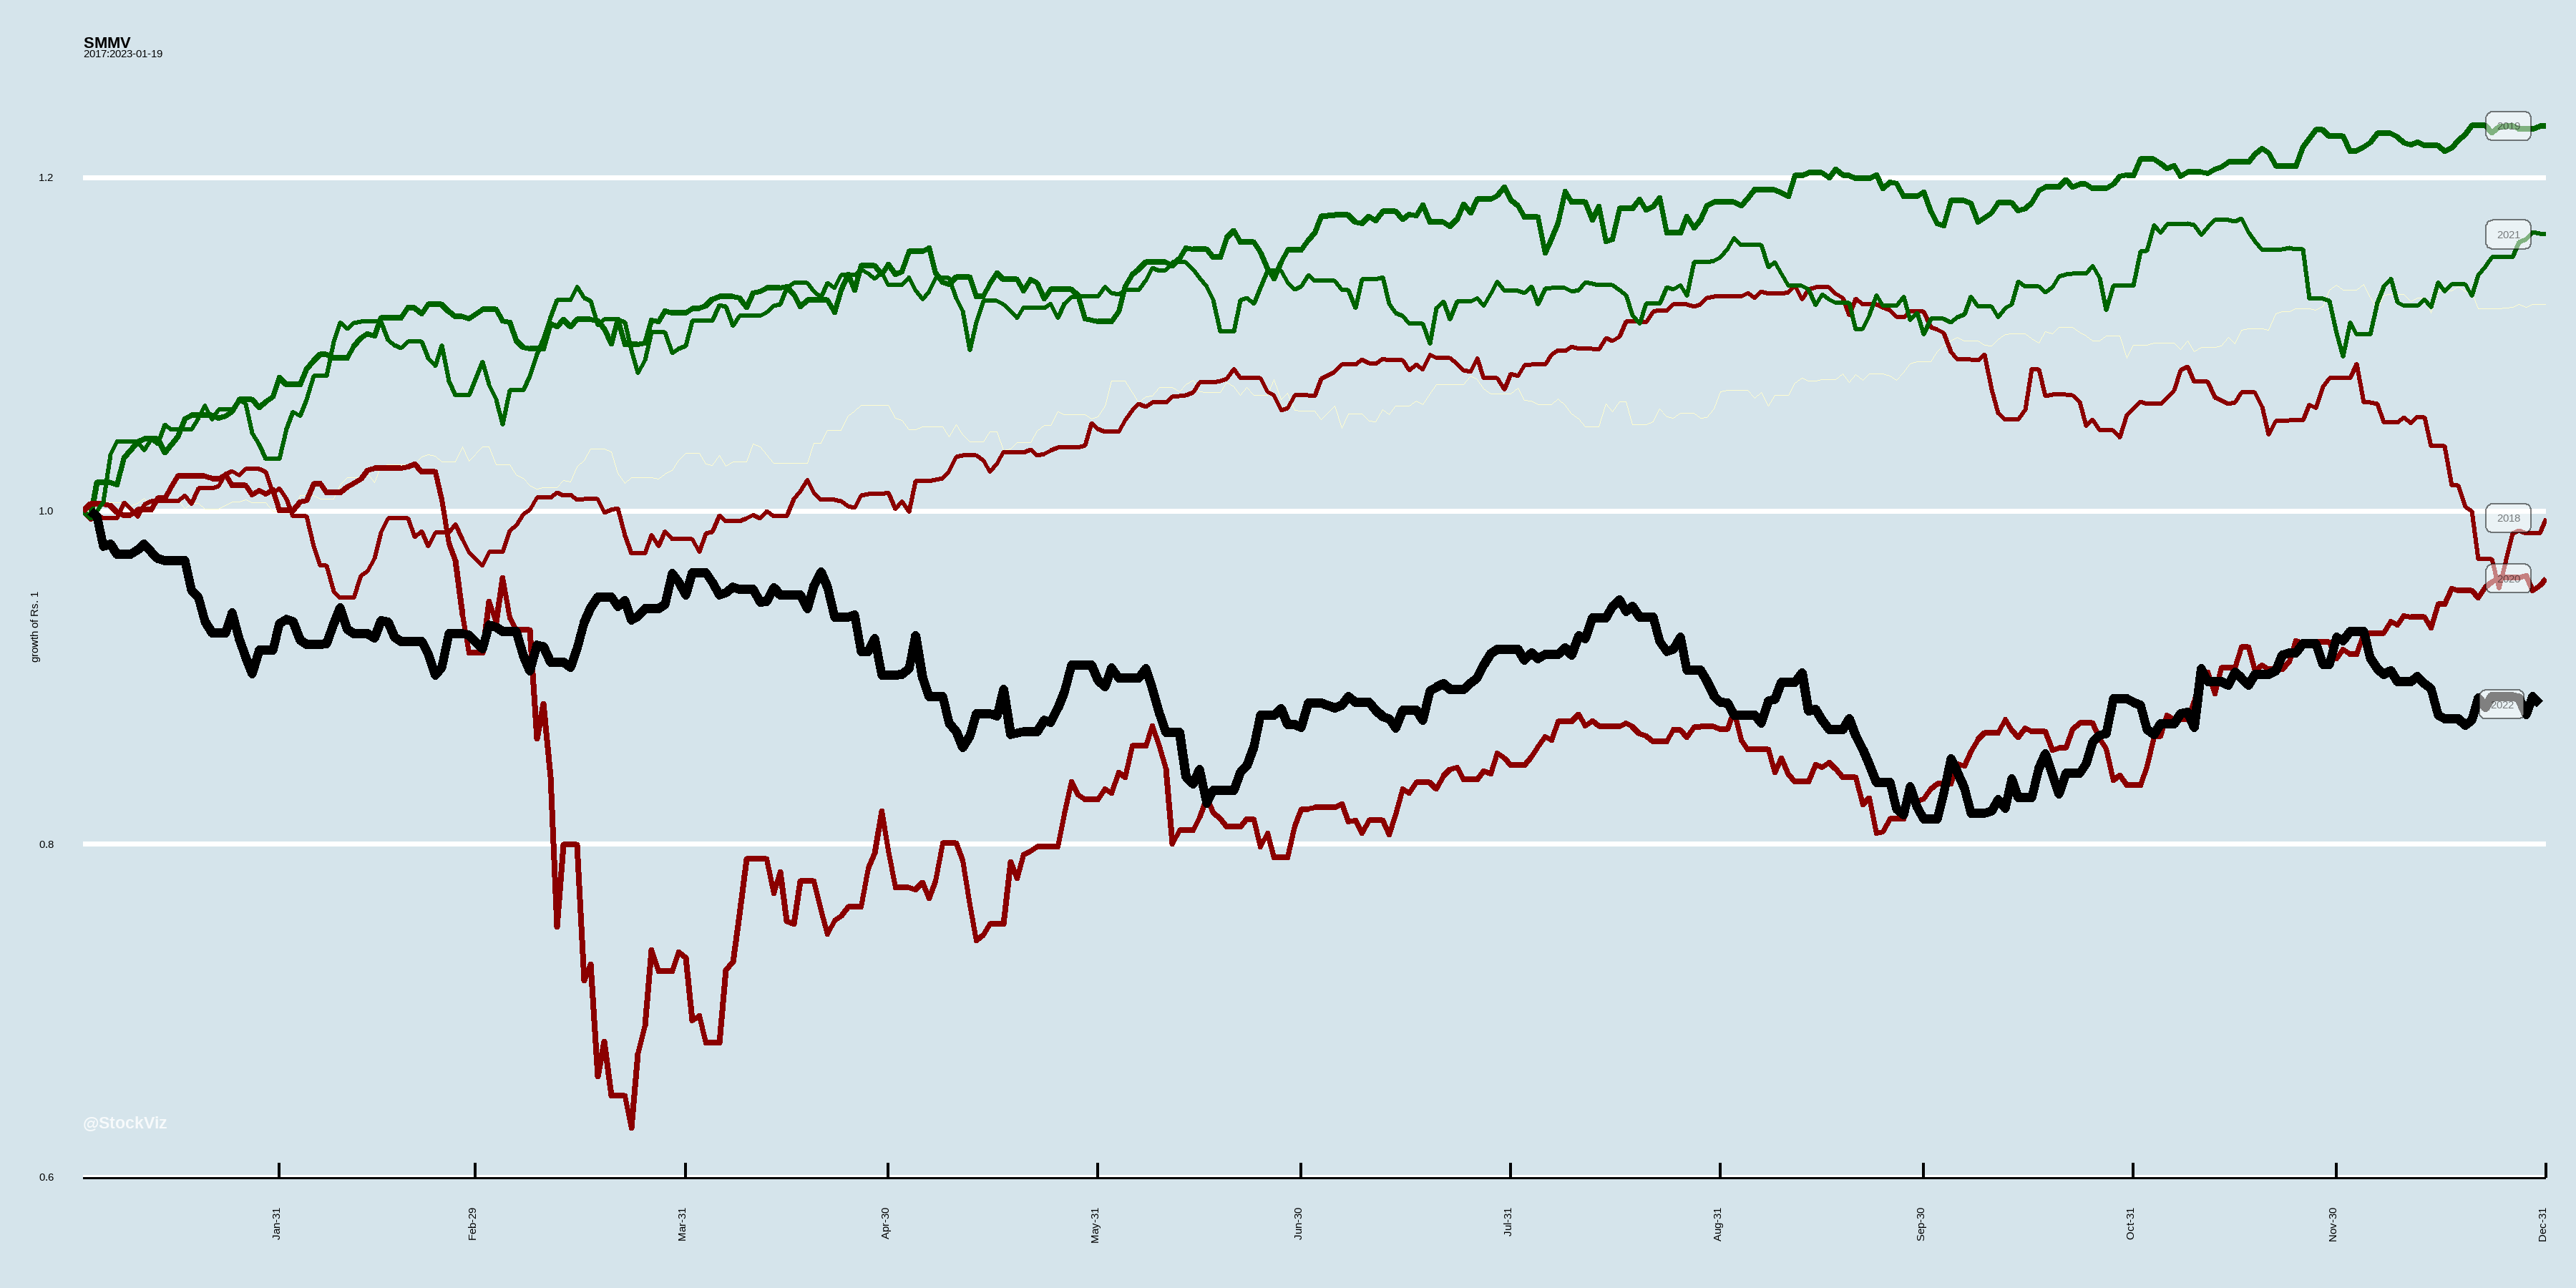 SMMV
2017:2023-01-19
2019
1.2
2021
1.0
2018
2020
growth of Rs. 1
2022
0.8
@StockViz
0.6
Jan-31
Feb-29
Mar-31
Apr-30
May-31
Jun-30
Jul-31
Aug-31
Sep-30
Oct-31
Nov-30
Dec-31